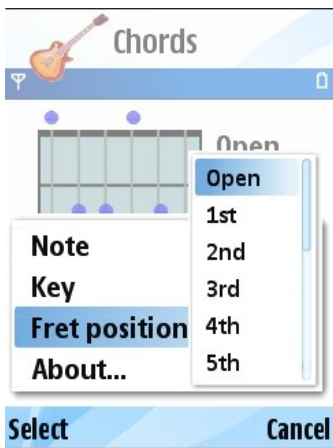 Chords
Open
Open
1st
2nd
3rd
4th
5th
Note
Key
Fret position
About...
Select
Cancel